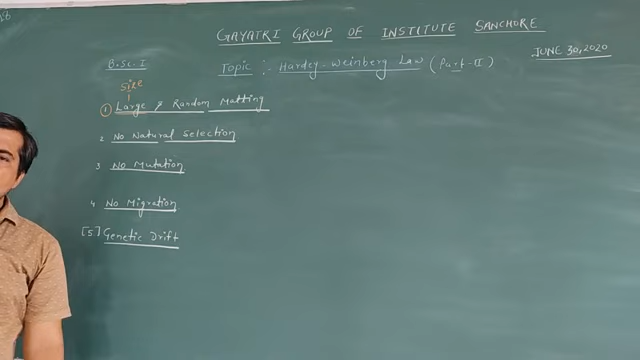 GAYATRI GROUP OF INSTITUTE SANCHORE
JUNE 30, 2020
B.Sc. I
Topic :- Hardey-Weinberg Law (Part-II)
size
1 Large & Random Matting
2 No Natural Selection
3 No Mutation
4 No Migration
[5] Genetic Drift